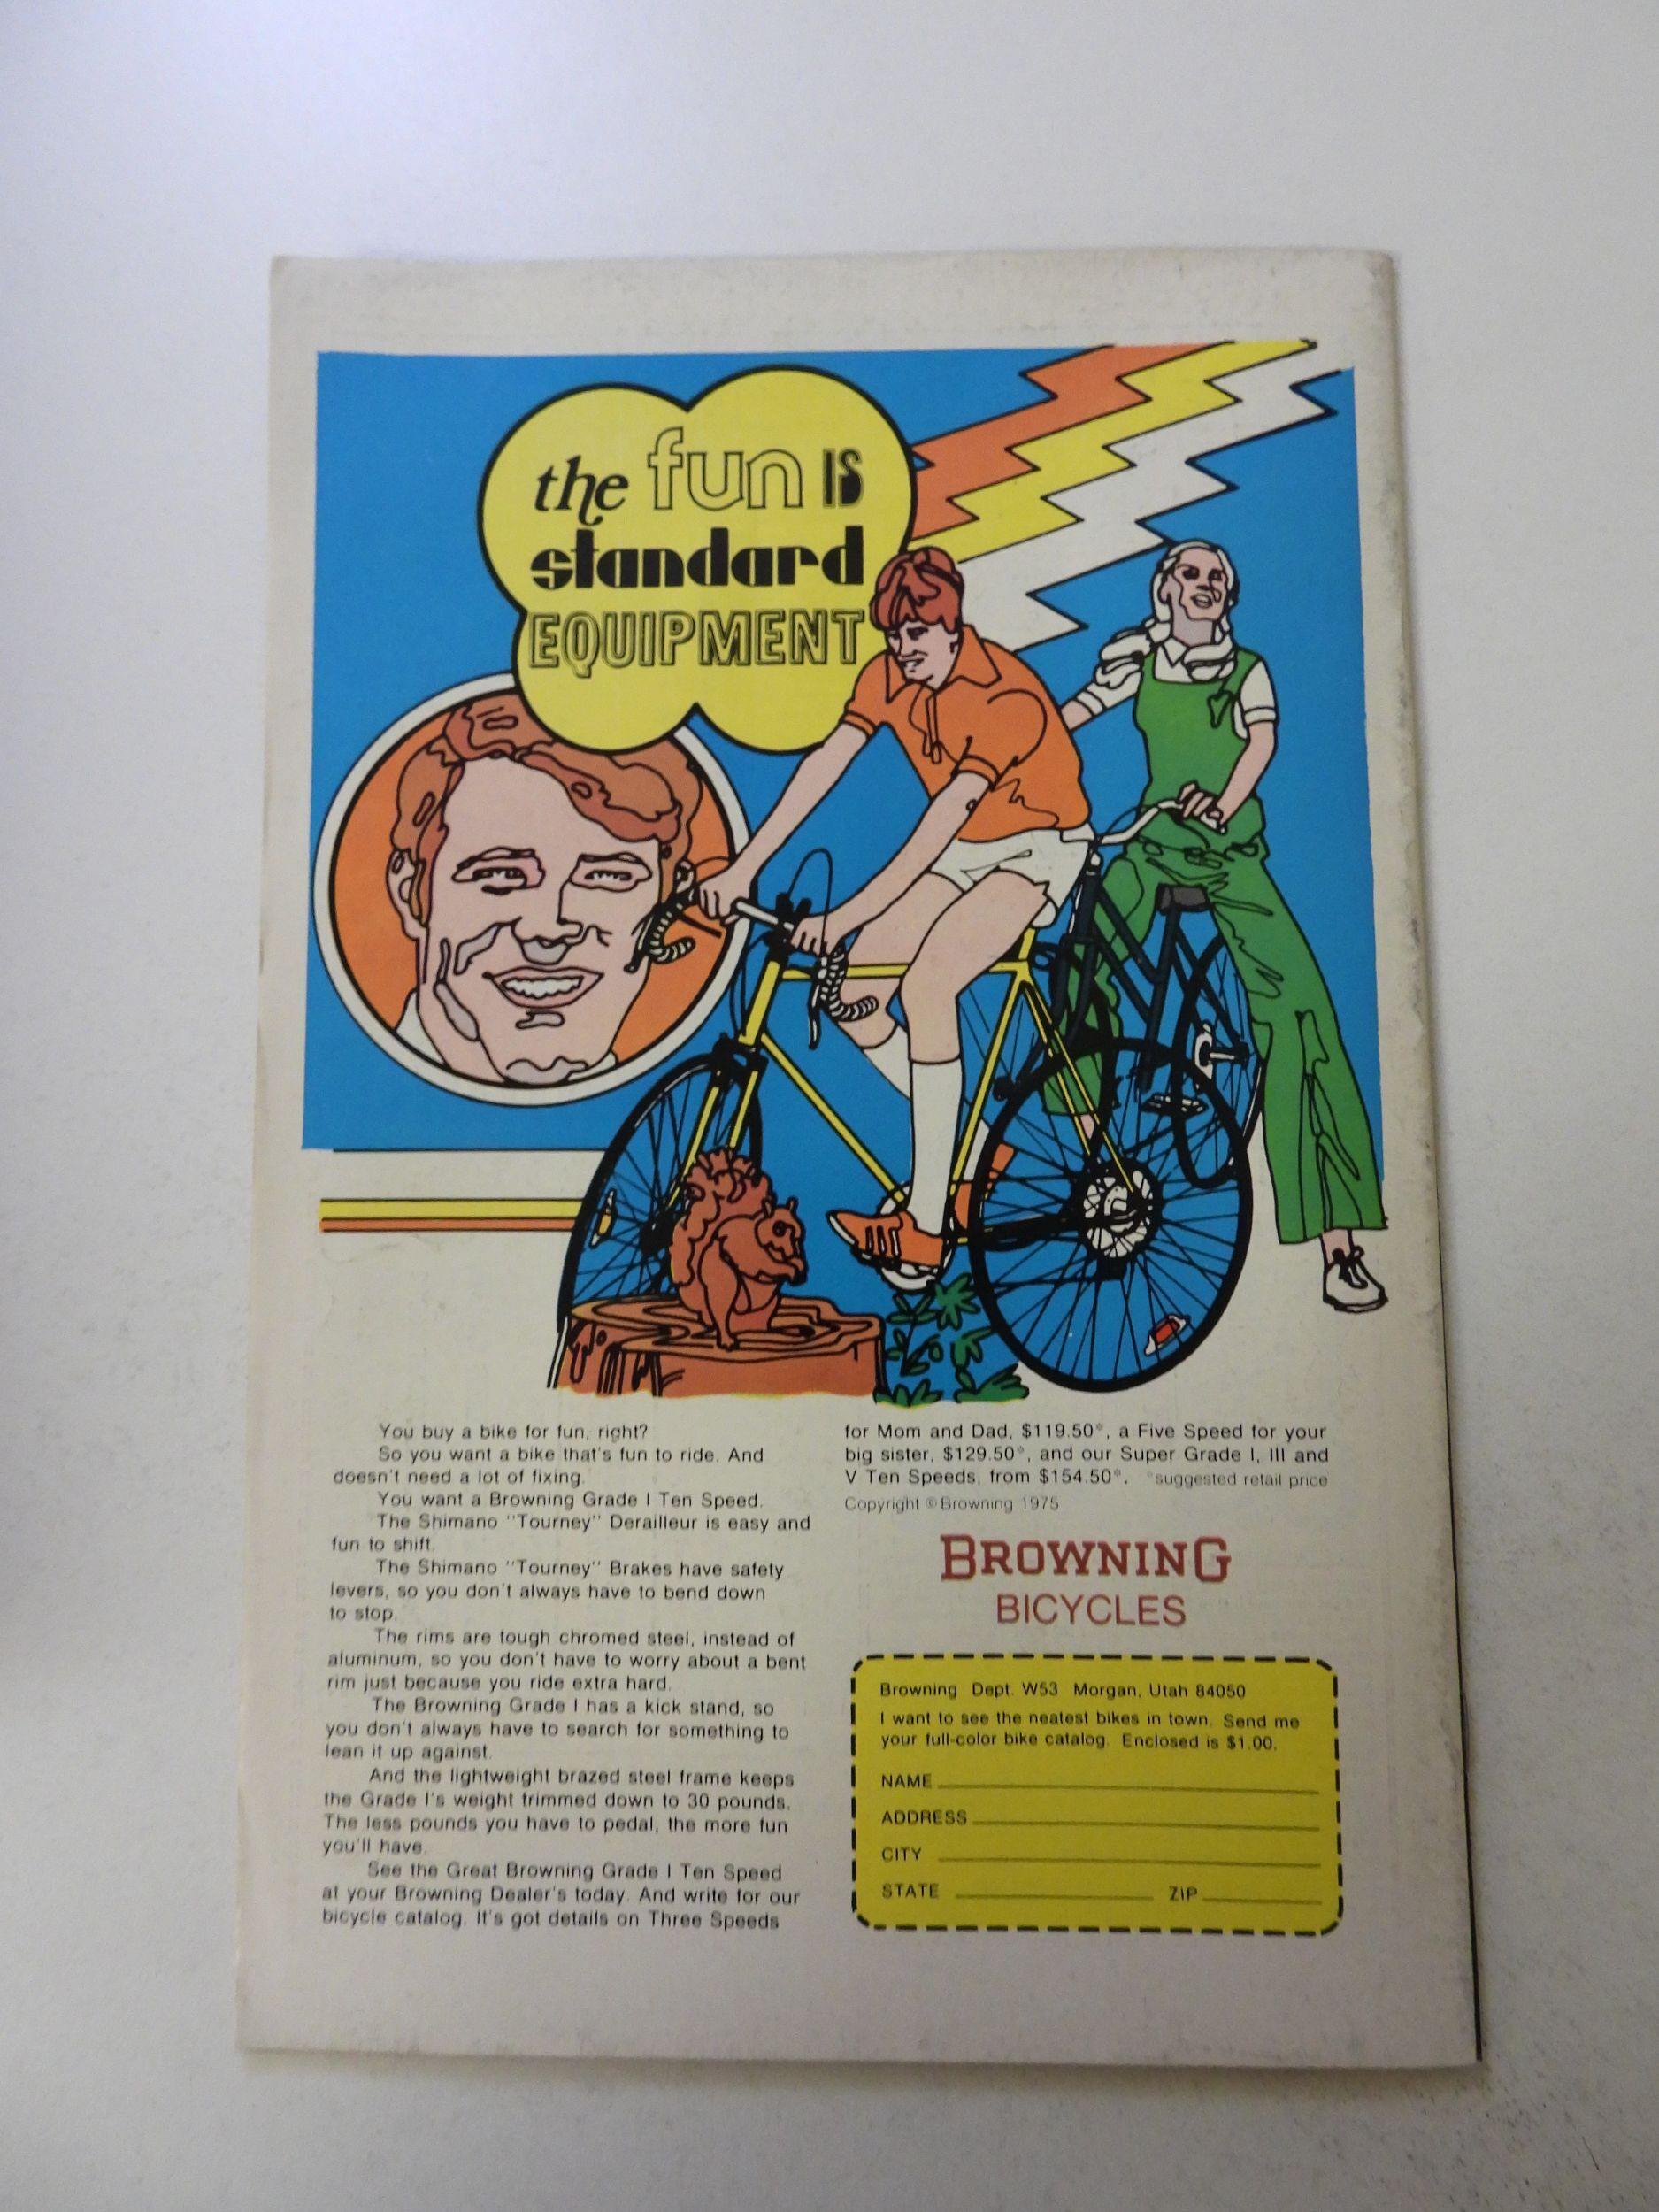 the fun IS
standard
EQUIPMENT
You buy a bike for fun, right?
So you want a bike that's fun to ride. And
doesn't need a lot of fixing.
You want a Browning Grade I Ten Speed.
The Shimano "Tourney" Derailleur is easy and
fun to shift.
The Shimano "Tourney" Brakes have safety
levers, so you don't always have to bend down
to stop.
The rims are tough chromed steel, instead of
aluminum, so you don't have to worry about a bent
rim just because you ride extra hard.
The Browning Grade I has a kick stand, so
you don't always have to search for something to
lean it up against.
And the lightweight brazed steel frame keeps
the Grade I's weight trimmed down to 30 pounds.
The less pounds you have to pedal, the more fun
you'll have.
See the Great Browning Grade I Ten Speed
at your Browning Dealer's today. And write for our
bicycle catalog. It's got details on Three Speeds
for Mom and Dad, $119.50*, a Five Speed for your
big sister, $129.50*, and our Super Grade I, III and
V Ten Speeds, from $154.50*. *suggested retail price
Copyright © Browning 1975
BROWNING
BICYCLES
Browning Dept. W53 Morgan, Utah 84050
I want to see the neatest bikes in town. Send me
your full-color bike catalog. Enclosed is $1.00.
NAME
ADDRESS
CITY
STATE ZIP